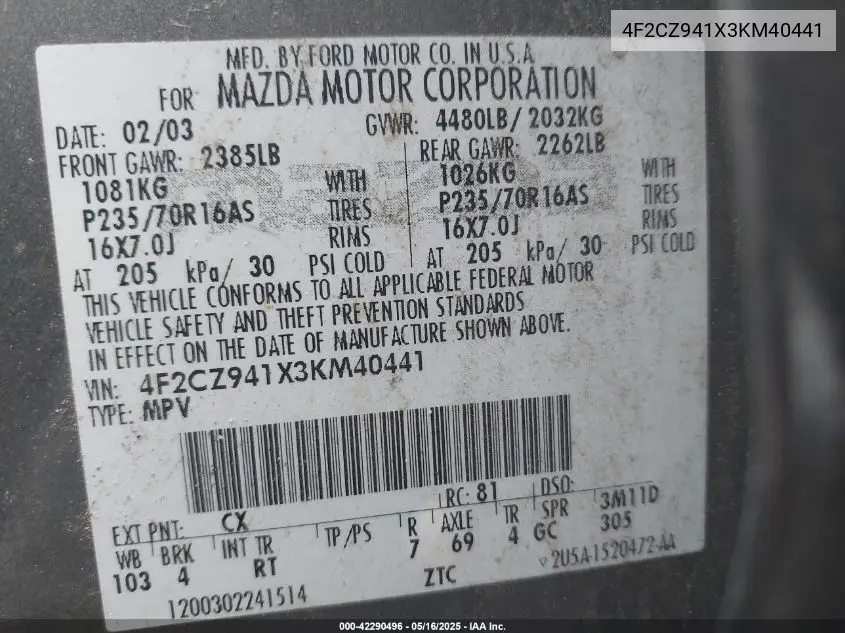 4F2CZ941X3KM40441
MFD. BY FORD MOTOR CO. IN U.S.A
FOR MAZDA MOTOR CORPORATION
DATE: 02/03 GVWR: 4480LB/ 2032KG
FRONT GAWR: 2385LB REAR GAWR: 2262LB
1081KG WITH 1026KG WITH
P235/70R16AS TIRES P235/70R16AS TIRES
16X7.0J RIMS 16X7.0J RIMS
AT 205 kPa/ 30 PSI COLD AT 205 kPa/ 30 PSI COLD
THIS VEHICLE CONFORMS TO ALL APPLICABLE FEDERAL MOTOR
VEHICLE SAFETY AND THEFT PREVENTION STANDARDS
IN EFFECT ON THE DATE OF MANUFACTURE SHOWN ABOVE.
VIN: 4F2CZ941X3KM40441
TYPE: MPV
EXT PNT: CX RC: 81 DSO:
WB BRK INT TR TP/PS R AXLE TR SPR 3M11D
103 4 RT 7 69 4 GC 305
1200302241514 ZTC v2U5A-1520472-AA
000-42290496 - 05/16/2025 - IAA Inc.